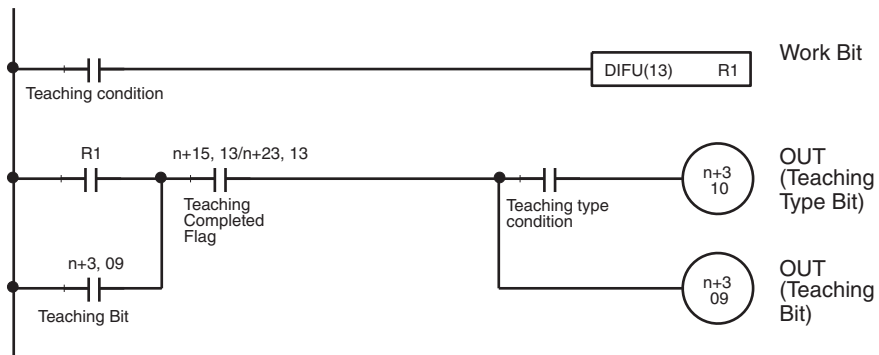 Work Bit
DIFU(13) R1
Teaching condition
R1
n+15, 13/n+23, 13
n+3
10
OUT
(Teaching
Type Bit)
Teaching
Completed
Flag
Teaching type
condition
n+3, 09
n+3
09
OUT
(Teaching
Bit)
Teaching Bit